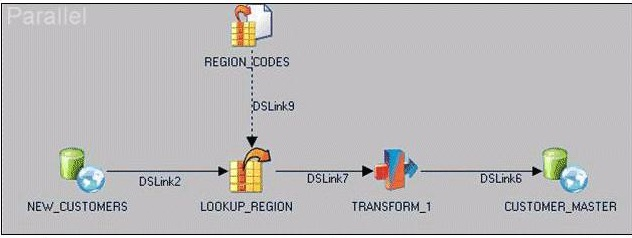 Parallel
REGION_CODES
DSLink9
DSLink2
DSLink7
DSLink6
NEW_CUSTOMERS
LOOKUP_REGION
TRANSFORM_1
CUSTOMER_MASTER